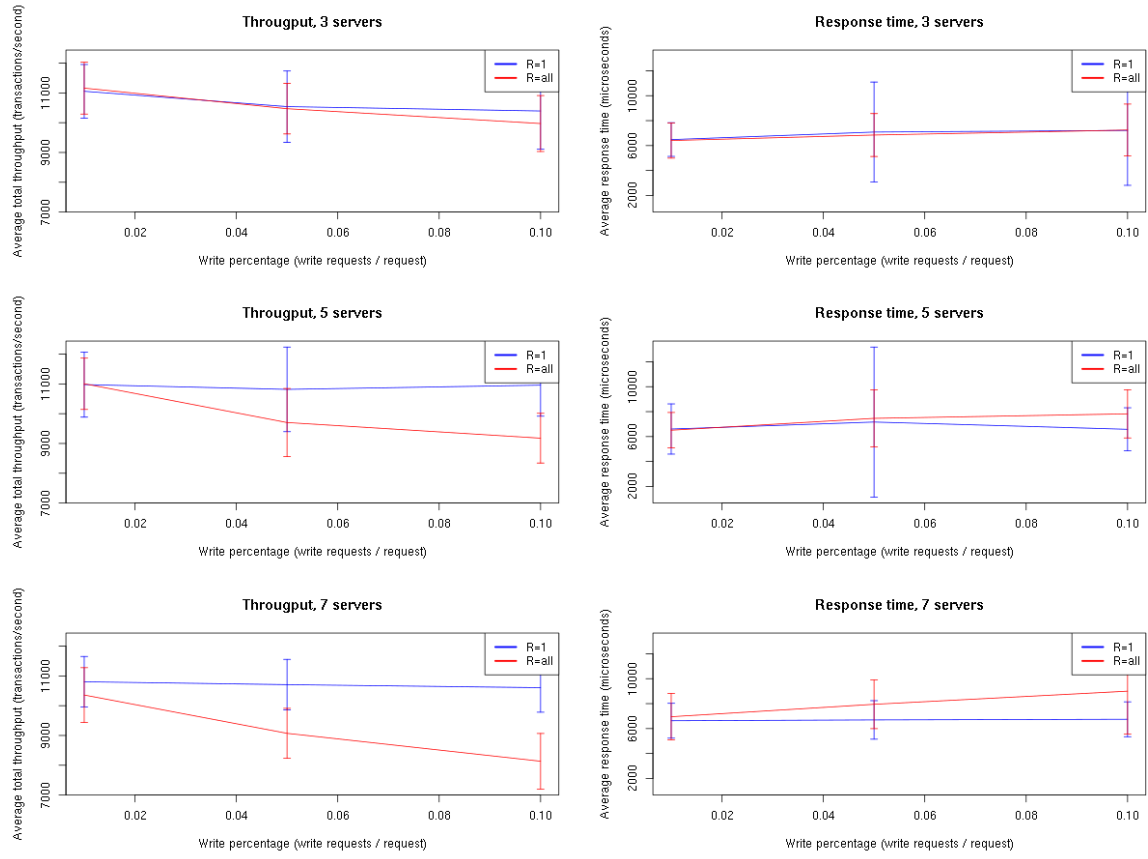 Througput, 3 servers
Average total throughput (transactions/second)
7000
9000
11000
R=1
R=all
0.02
0.04
0.06
0.08
0.10
Write percentage (write requests / request)
Response time, 3 servers
Average response time (microseconds)
2000
6000
10000
R=1
R=all
0.02
0.04
0.06
0.08
0.10
Write percentage (write requests / request)
Througput, 5 servers
Average total throughput (transactions/second)
7000
9000
11000
R=1
R=all
0.02
0.04
0.06
0.08
0.10
Write percentage (write requests / request)
Response time, 5 servers
Average response time (microseconds)
2000
6000
10000
R=1
R=all
0.02
0.04
0.06
0.08
0.10
Write percentage (write requests / request)
Througput, 7 servers
Average total throughput (transactions/second)
7000
9000
11000
R=1
R=all
0.02
0.04
0.06
0.08
0.10
Write percentage (write requests / request)
Response time, 7 servers
Average response time (microseconds)
2000
6000
10000
R=1
R=all
0.02
0.04
0.06
0.08
0.10
Write percentage (write requests / request)